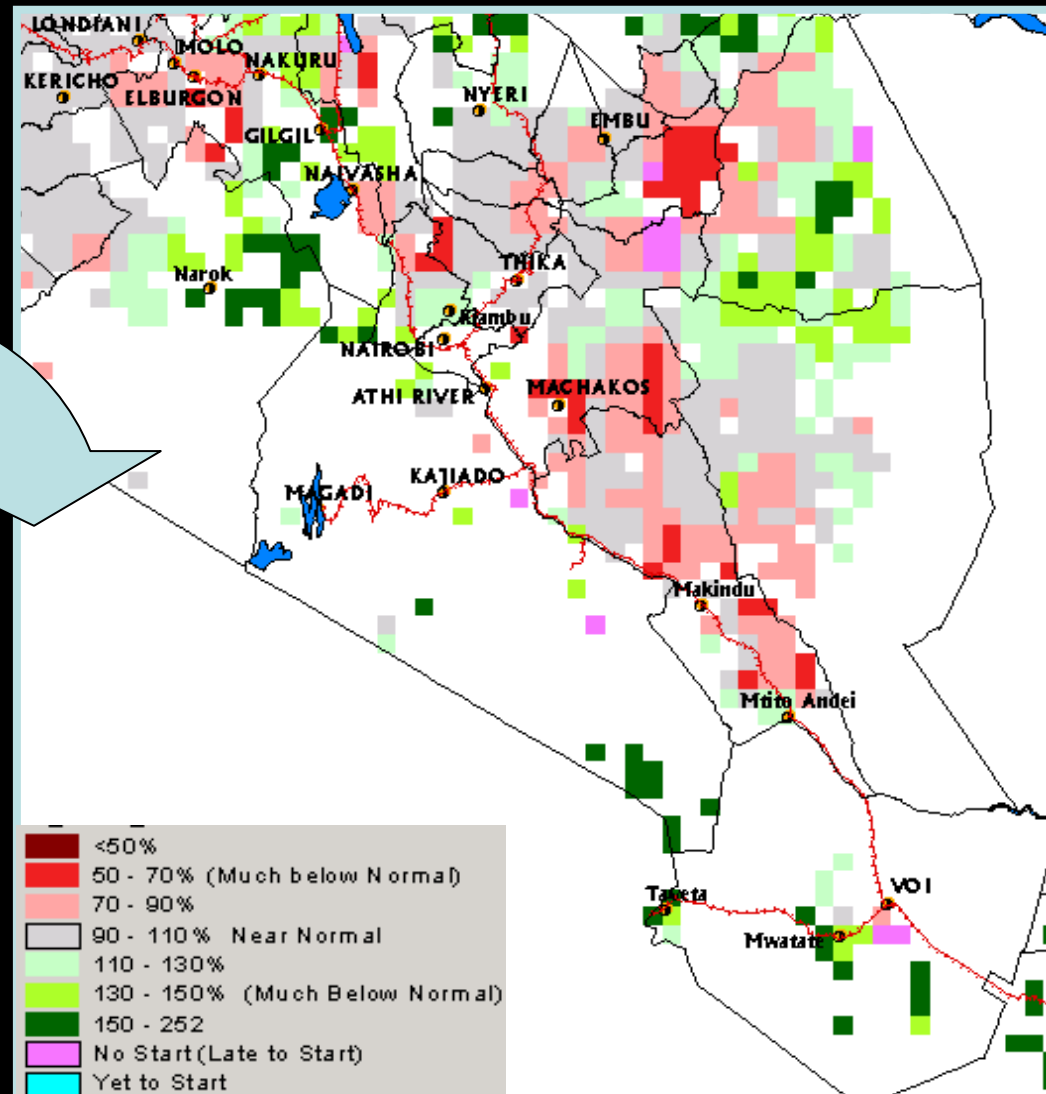 LONDIANI
MOLO
KERICHO
NAKURU
ELBURGON
NYERI
EMBU
GILGIL
NAIVASHA
Narok
THIKA
Kiambu
NAIROBI
ATHI RIVER
MACHAKOS
KAJIADO
MAGADI
Makindu
Mtito Andei
VOI
Taveta
Mwatate
<50%
50 - 70% (Much below Normal)
70 - 90%
90 - 110% Near Normal
110 - 130%
130 - 150% (Much Below Normal)
150 - 252
No Start (Late to Start)
Yet to Start